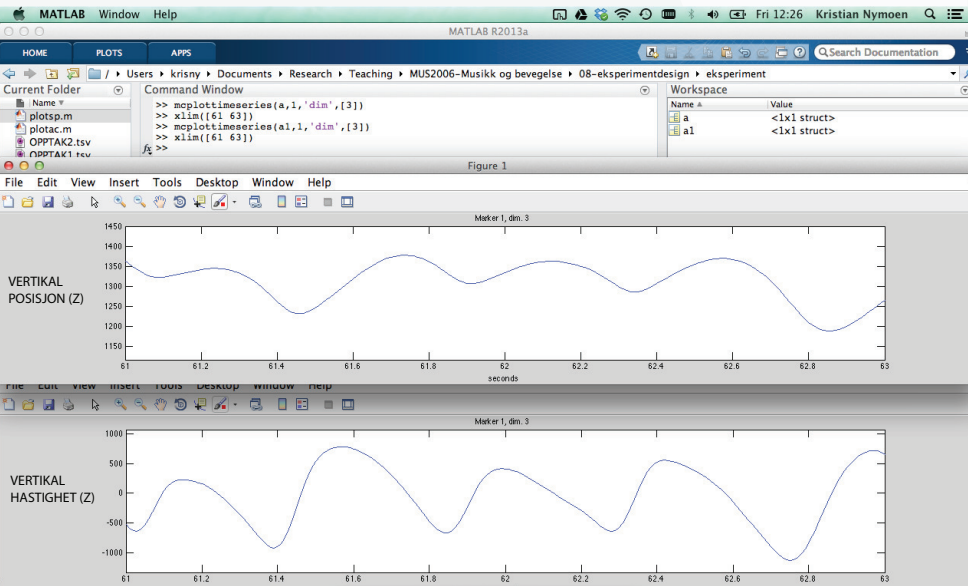 MATLAB Window Help Fri 12:26 Kristian Nymoen
MATLAB R2013a
HOME PLOTS APPS Search Documentation
/ ▸ Users ▸ krisny ▸ Documents ▸ Research ▸ Teaching ▸ MUS2006-Musikk og bevegelse ▸ 08-eksperimentdesign ▸ eksperiment
Current Folder
Name
plotsp.m
plotac.m
OPPTAK2.tsv
OPPTAK1.tsv
Command Window
>> mcplottimeseries(a,1,'dim',[3])
>> xlim([61 63])
>> mcplottimeseries(a1,1,'dim',[3])
>> xlim([61 63])
fx >>
Workspace
Name Value
a <1x1 struct>
a1 <1x1 struct>
Figure 1
File Edit View Insert Tools Desktop Window Help
Marker 1, dim. 3
VERTIKAL
POSISJON (Z)
1450
1400
1350
1300
1250
1200
1150
61 61.2 61.4 61.6 61.8 62 62.2 62.4 62.6 62.8 63
seconds
File Edit View Insert Tools Desktop Window Help
Marker 1, dim. 3
VERTIKAL
HASTIGHET (Z)
1000
500
0
-500
-1000
61 61.2 61.4 61.6 61.8 62 62.2 62.4 62.6 62.8 63